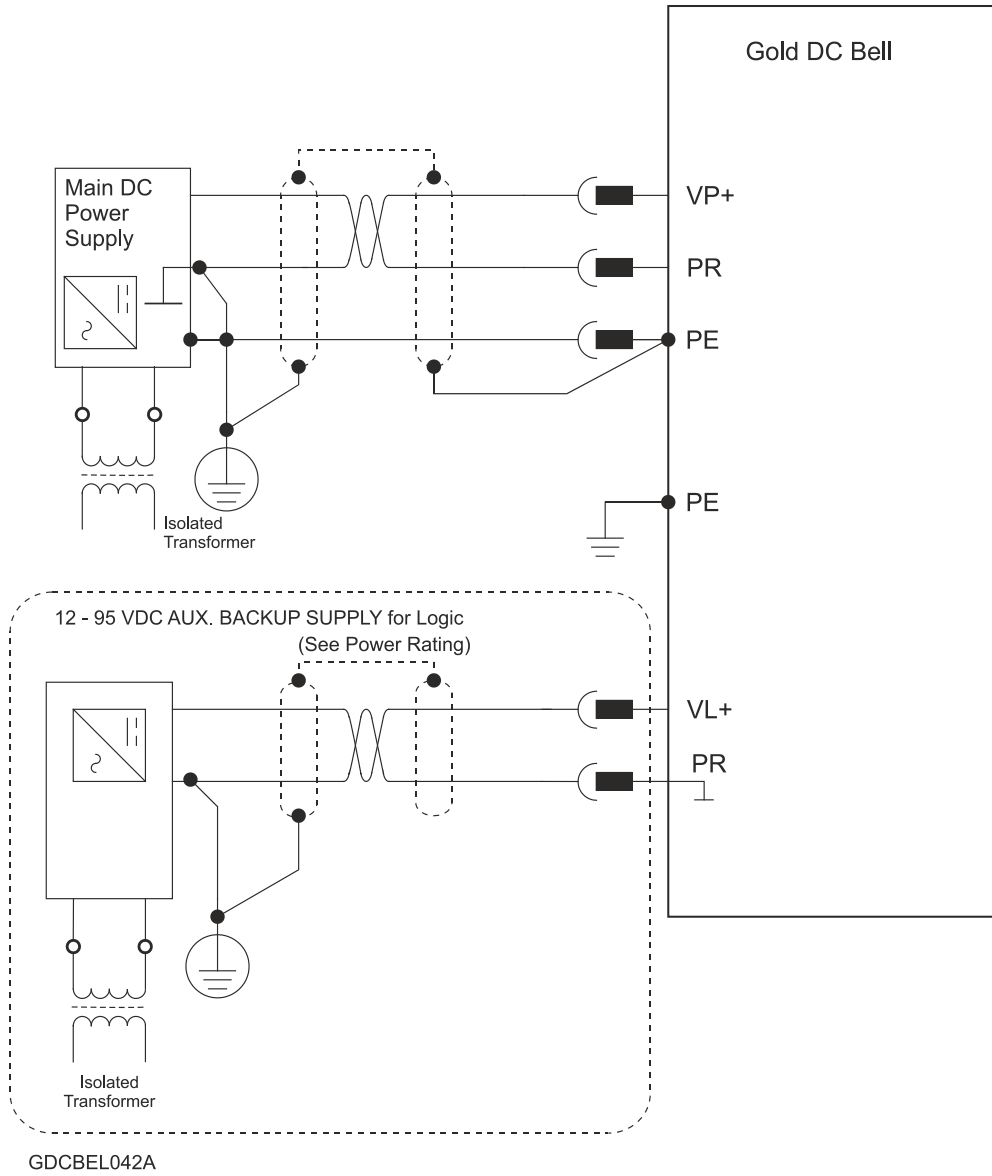 Gold DC Bell
Main DC
Power
Supply
VP+
PR
PE
Isolated
Transformer
PE
12 - 95 VDC AUX. BACKUP SUPPLY for Logic
(See Power Rating)
VL+
PR
Isolated
Transformer
GDCBEL042A